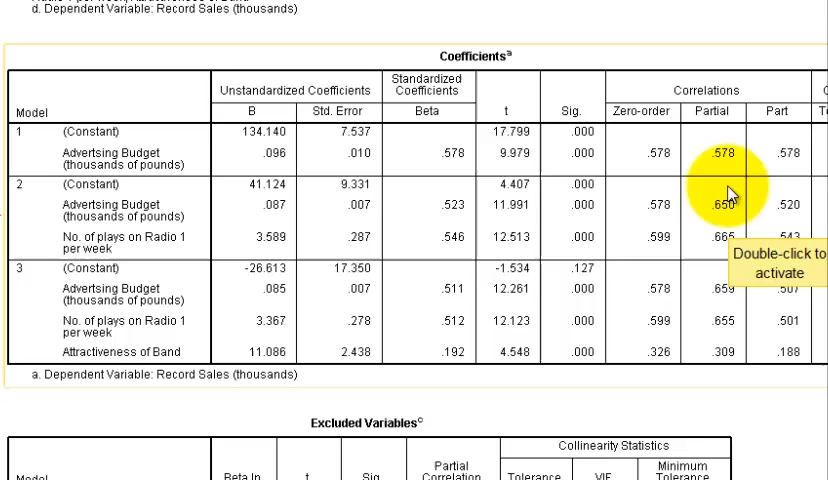 d. Dependent Variable: Record Sales (thousands)
Coefficientsa
Model
Unstandardized Coefficients
Standardized
Coefficients
t
Sig.
Correlations
B
Std. Error
Beta
Zero-order
Partial
Part
1 (Constant) 134.140 7.537 17.799 .000
Advertsing Budget .096 .010 .578 9.979 .000 .578 .578 .578
(thousands of pounds)
2 (Constant) 41.124 9.331 4.407 .000
Advertsing Budget .087 .007 .523 11.991 .000 .578 .650 .520
(thousands of pounds)
No. of plays on Radio 1 3.589 .287 .546 12.513 .000 .599 .665 .543
per week
3 (Constant) -26.613 17.350 -1.534 .127
Advertsing Budget .085 .007 .511 12.261 .000 .578 .659 .507
(thousands of pounds)
No. of plays on Radio 1 3.367 .278 .512 12.123 .000 .599 .655 .501
per week
Attractiveness of Band 11.086 2.438 .192 4.548 .000 .326 .309 .188
Double-click to
activate
a. Dependent Variable: Record Sales (thousands)
Excluded Variablesc
Collinearity Statistics
Model
Beta In
t
Sig.
Partial
Correlation
Tolerance
VIF
Minimum
Tolerance